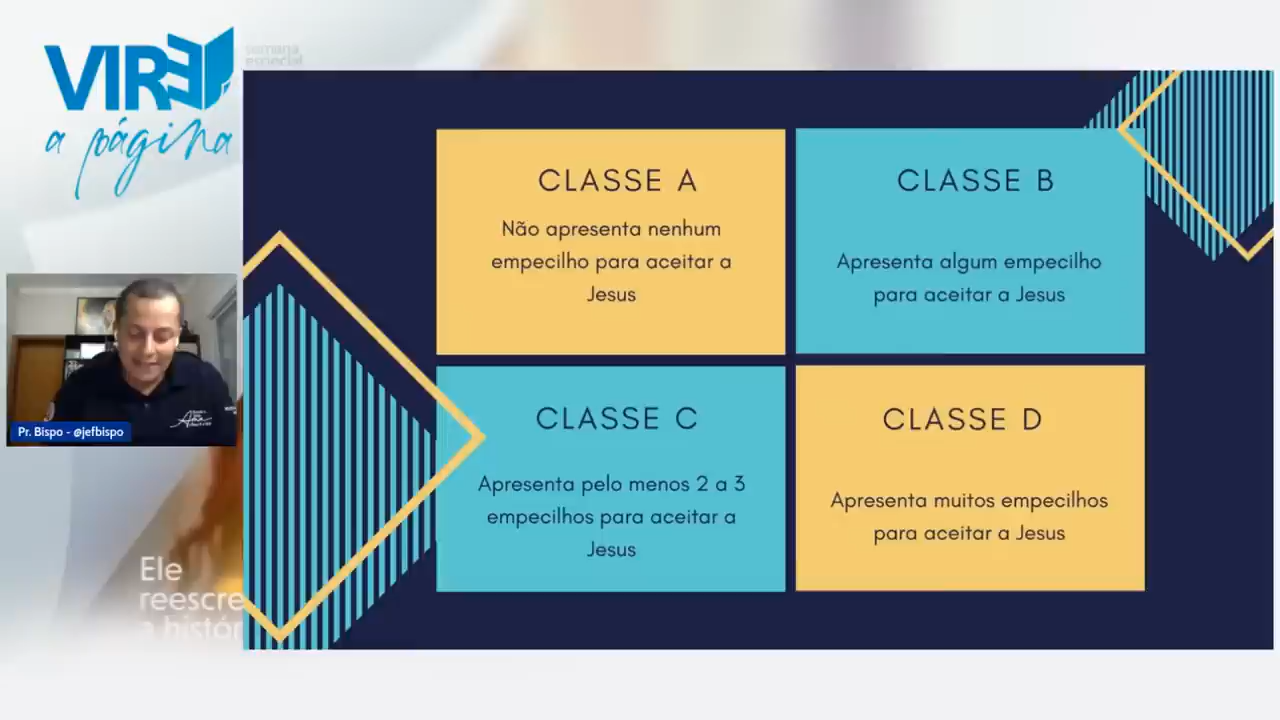 VIRE
a página
semana
especial
CLASSE A
Não apresenta nenhum
empecilho para aceitar a
Jesus
CLASSE B
Apresenta algum empecilho
para aceitar a Jesus
CLASSE C
Apresenta pelo menos 2 a 3
empecilhos para aceitar a
Jesus
CLASSE D
Apresenta muitos empecilhos
para aceitar a Jesus
Pr. Bispo - @jefbispo
Ele
reescre
a histór